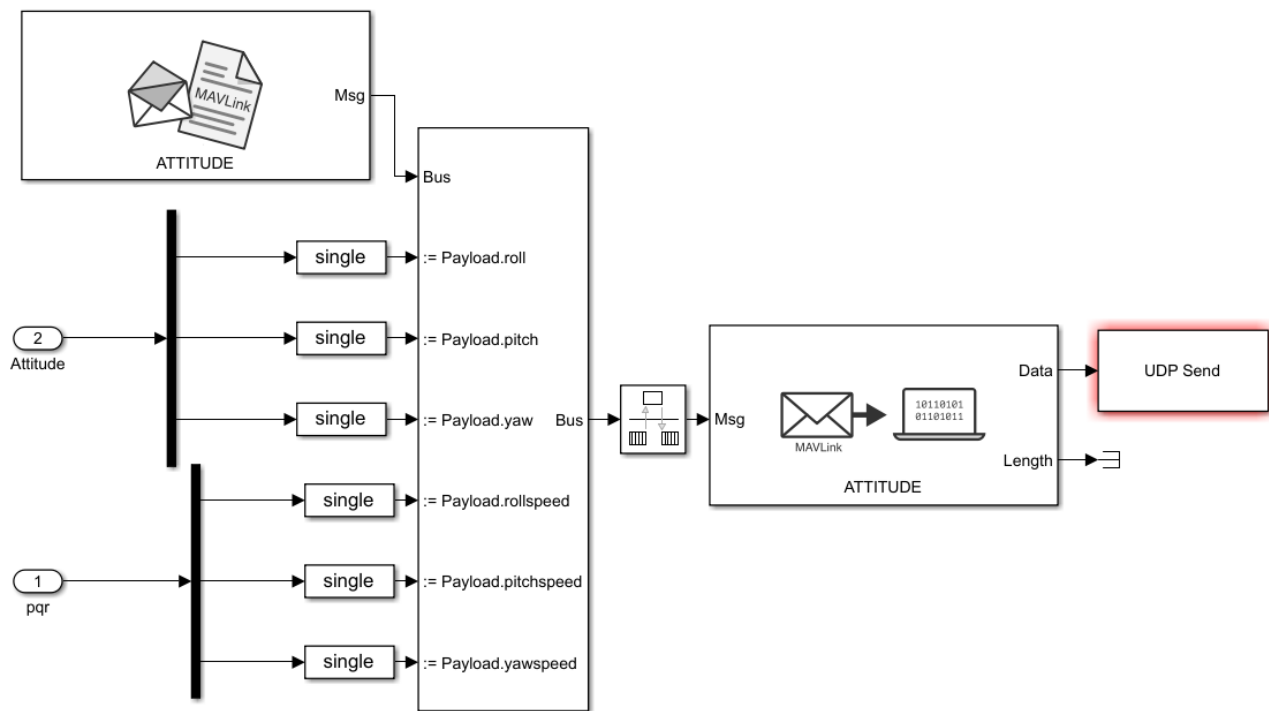 MAVLink
Msg
ATTITUDE
Bus
single
:= Payload.roll
2
Attitude
single
:= Payload.pitch
single
:= Payload.yaw
Bus
single
:= Payload.rollspeed
1
pqr
single
:= Payload.pitchspeed
single
:= Payload.yawspeed
Msg
MAVLink
10110101
01101011
ATTITUDE
Data
Length
UDP Send